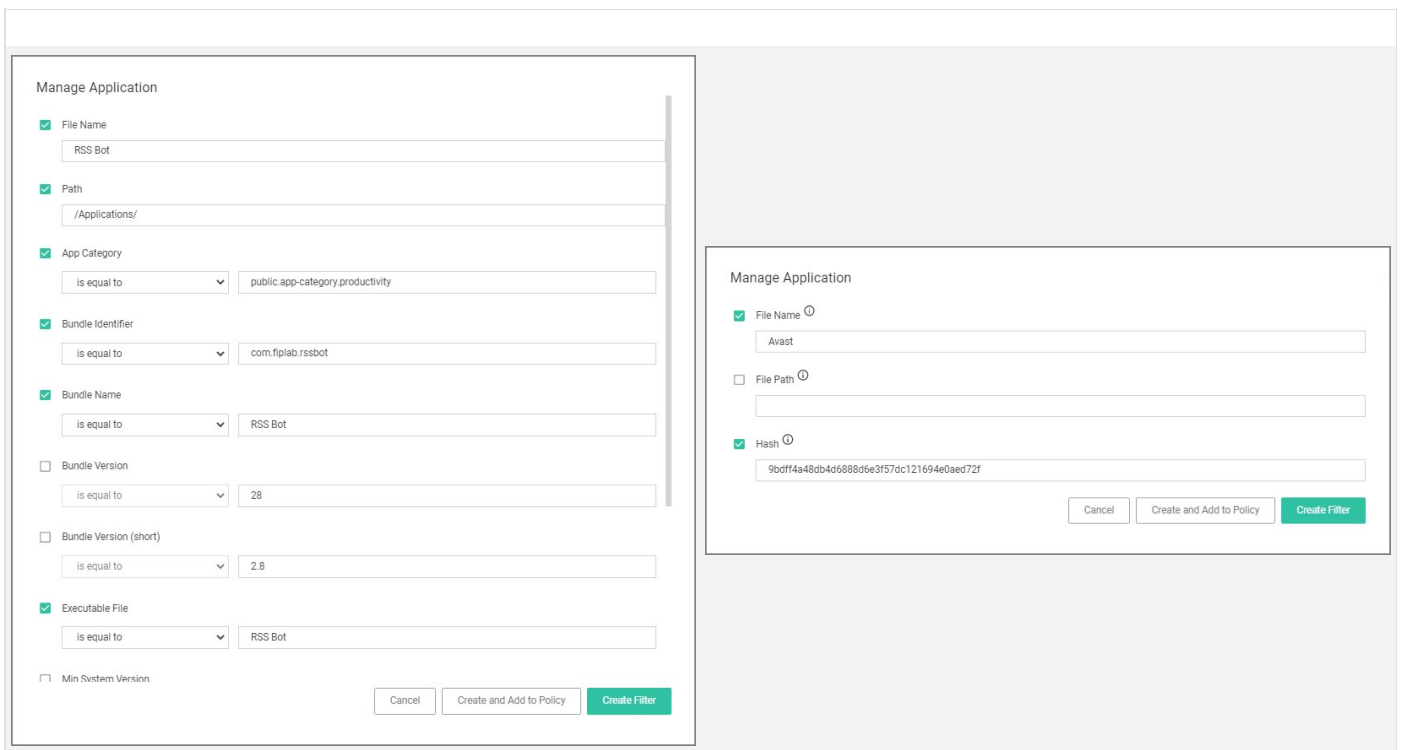 Manage Application
File Name
RSS Bot
Path
/Applications/
App Category
is equal to public.app-category.productivity
Bundle Identifier
is equal to com.fiplab.rssbot
Bundle Name
is equal to RSS Bot
Bundle Version
is equal to 28
Bundle Version (short)
is equal to 2.8
Executable File
is equal to RSS Bot
Min System Version
Cancel Create and Add to Policy Create Filter
Manage Application
File Name
Avast
File Path
Hash
9bdff4a48db4d6888d6e3f57dc121694e0aed72f
Cancel Create and Add to Policy Create Filter